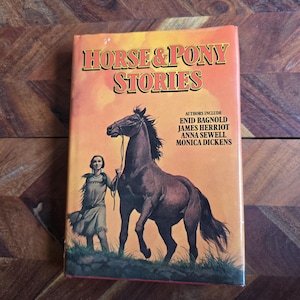 HORSE & PONY
STORIES
AUTHORS INCLUDE
ENID BAGNOLD
JAMES HERRIOT
ANNA SEWELL
MONICA DICKENS